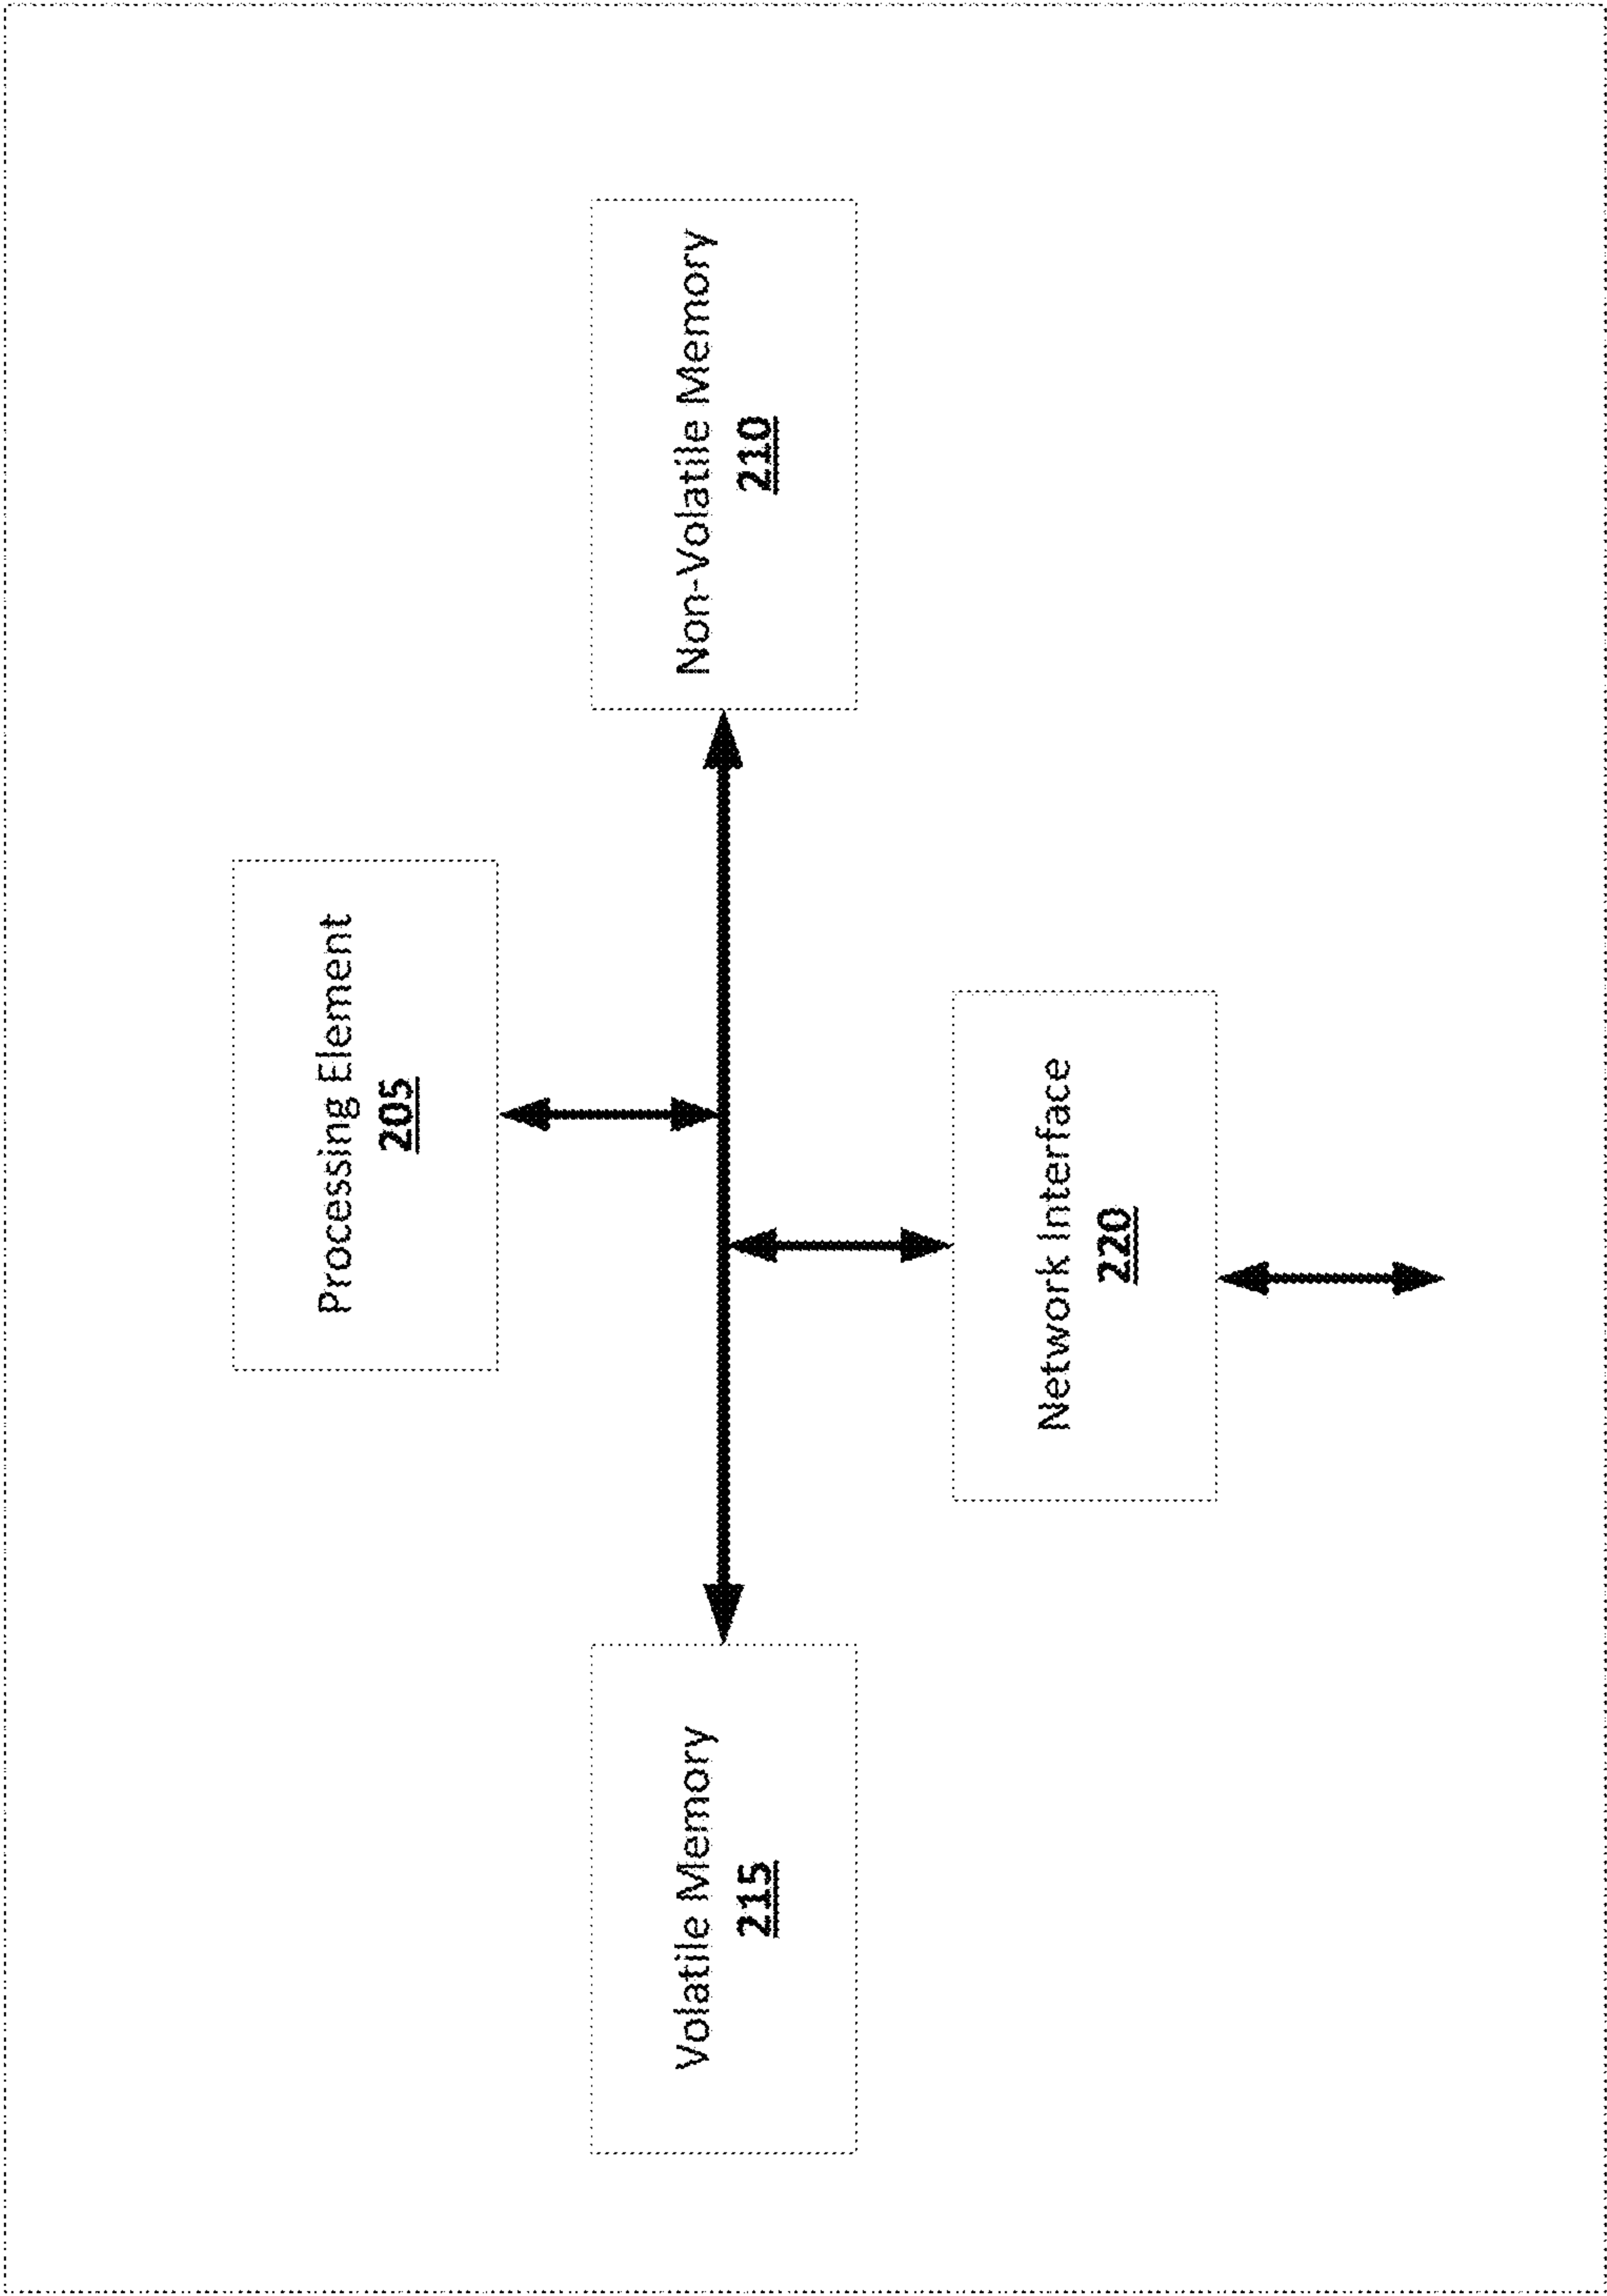 Processing Element
205
Volatile Memory
215
Non-Volatile Memory
210
Network Interface
220